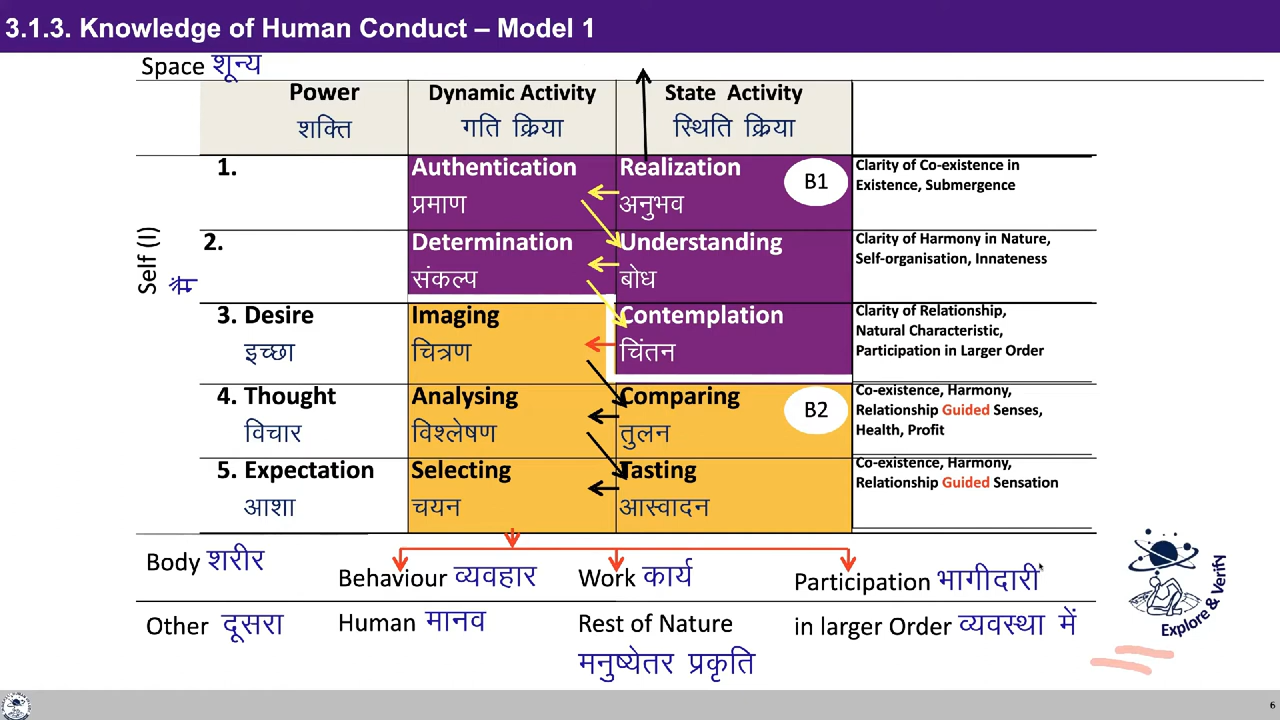 3.1.3. Knowledge of Human Conduct – Model 1
Space शून्य
Power
Dynamic Activity
State Activity
शक्ति
गति क्रिया
स्थिति क्रिया
1.
Authentication
Realization
B1
Clarity of Co-existence in
Existence, Submergence
प्रमाण
अनुभव
2.
Determination
Understanding
Clarity of Harmony in Nature,
Self-organisation, Innateness
संकल्प
बोध
Self (I)
मैं
3. Desire
Imaging
Contemplation
Clarity of Relationship,
Natural Characteristic,
Participation in Larger Order
इच्छा
चित्रण
चिंतन
4. Thought
Analysing
Comparing
B2
Co-existence, Harmony,
Relationship Guided Senses,
Health, Profit
विचार
विश्लेषण
तुलन
5. Expectation
Selecting
Tasting
Co-existence, Harmony,
Relationship Guided Sensation
आशा
चयन
आस्वादन
Body शरीर
Behaviour व्यवहार
Work कार्य
Participation भागीदारी
Other दूसरा
Human मानव
Rest of Nature
in larger Order व्यवस्था में
मनुष्येतर प्रकृति
Explore & Verify
6